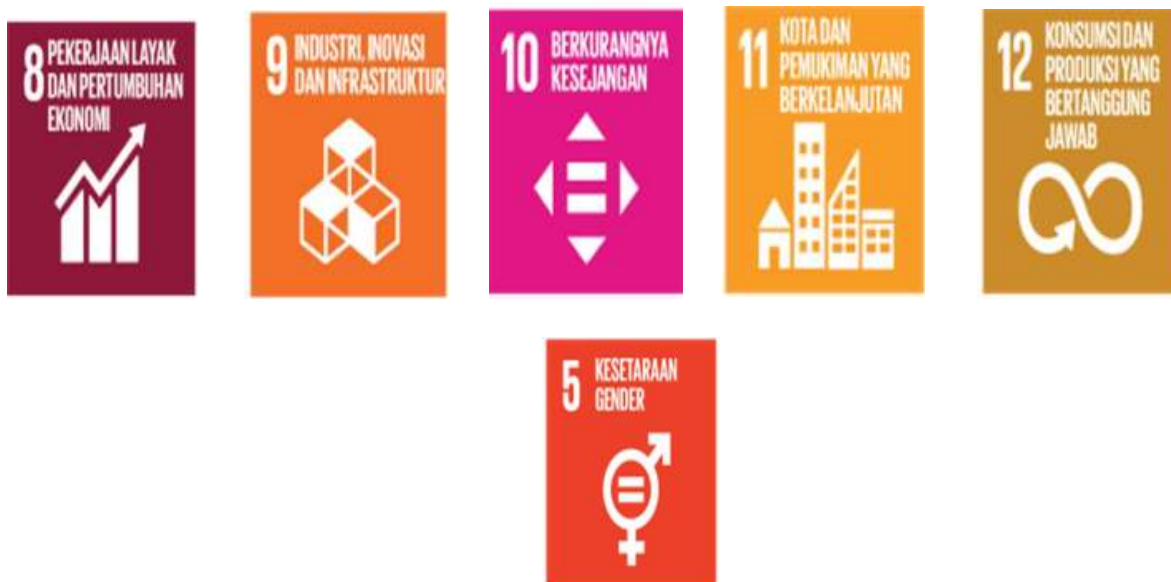 8 PEKERJAAN LAYAK
DAN PERTUMBUHAN
EKONOMI
9 INDUSTRI, INOVASI
DAN INFRASTRUKTUR
10 BERKURANGNYA
KESEJANGAN
11 KOTA DAN
PEMUKIMAN YANG
BERKELANJUTAN
12 KONSUMSI DAN
PRODUKSI YANG
BERTANGGUNG
JAWAB
5 KESETARAAN
GENDER